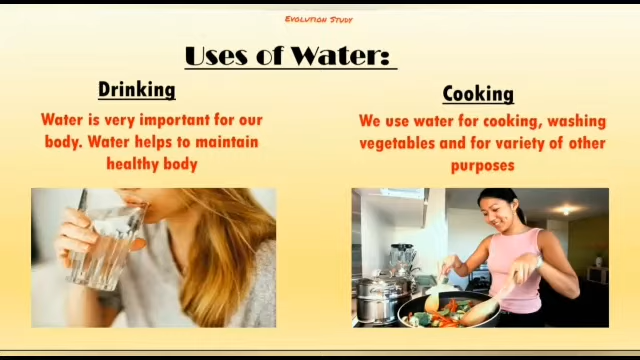 Evolution Study
Uses of Water:
Drinking
Water is very important for our
body. Water helps to maintain
healthy body
Cooking
We use water for cooking, washing
vegetables and for variety of other
purposes